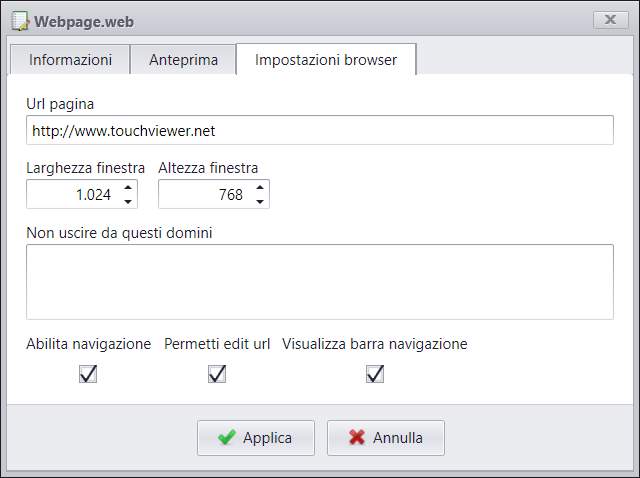 Webpage.web
Informazioni Anteprima Impostazioni browser
Url pagina
http://www.touchviewer.net
Larghezza finestra Altezza finestra
1.024 768
Non uscire da questi domini
Abilita navigazione Permetti edit url Visualizza barra navigazione
Applica Annulla